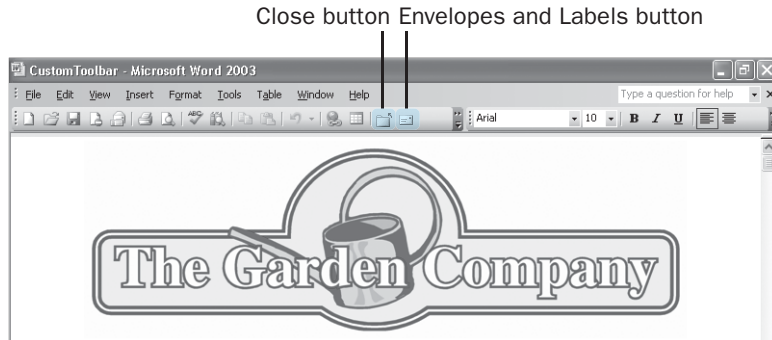 Close button Envelopes and Labels button
CustomToolbar - Microsoft Word 2003
File Edit View Insert Format Tools Table Window Help Type a question for help
ABC Arial 10 B I U
The Garden Company